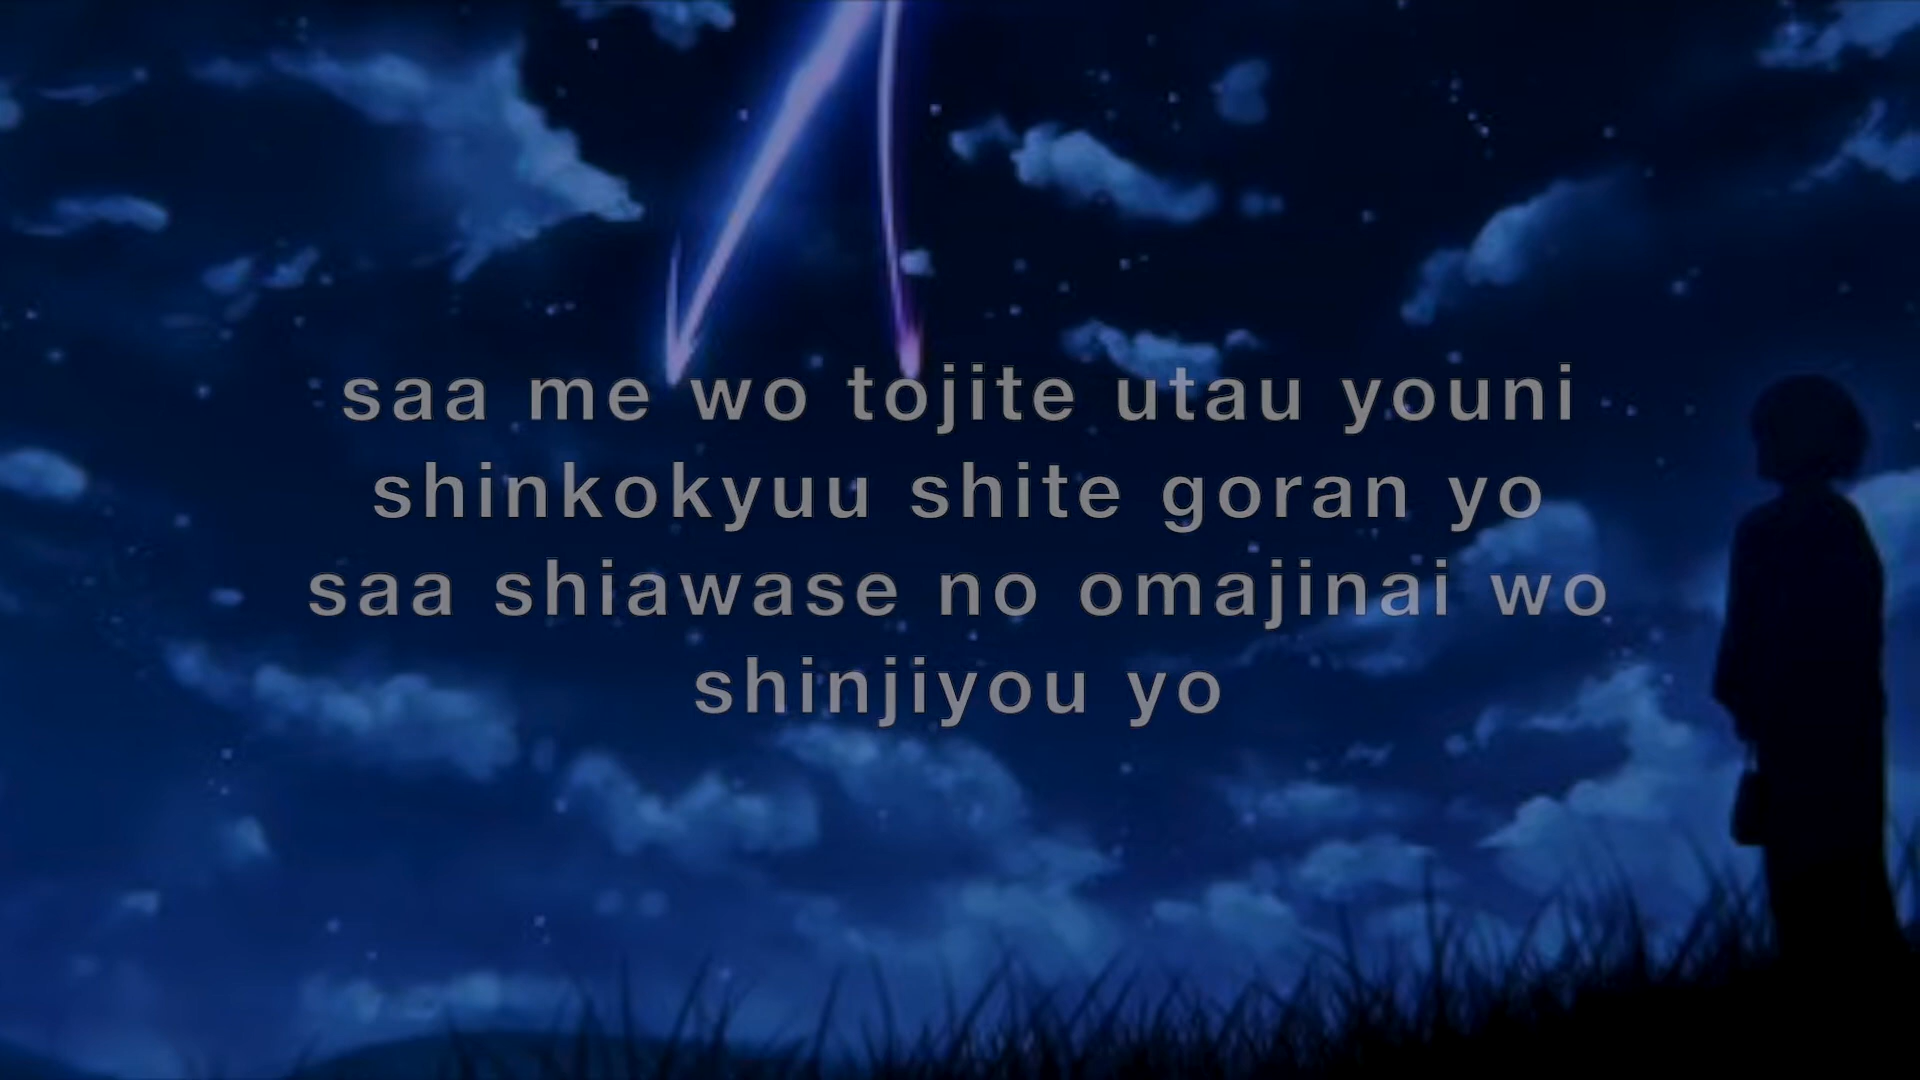 saa me wo tojite utau youni
shinkokyuu shite goran yo
saa shiawase no omajinai wo
shinjiyou yo